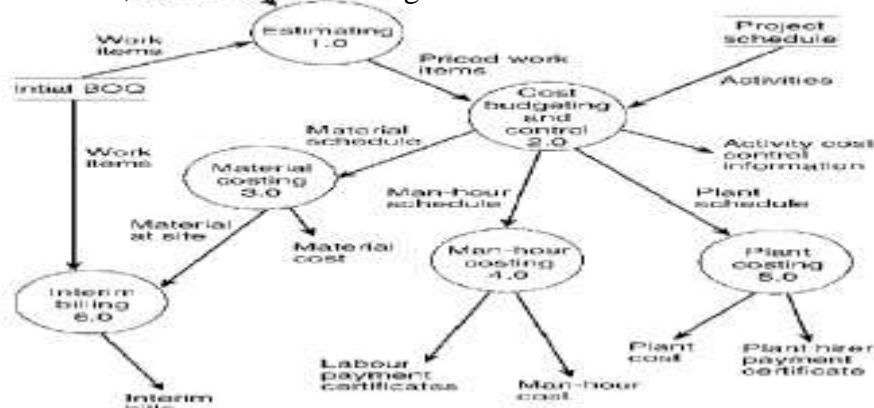 Estimating
1.0
Project
schedule
Work
items
Priced work
items
Activities
Initial BOQ
Cost
budgeting
and
control
2.0
Material
schedule
Activity cost
control
information
Work
items
Material
costing
3.0
Man-hour
schedule
Plant
schedule
Material
at site
Material
cost
Man-hour
costing
4.0
Plant
costing
5.0
Interim
billing
6.0
Plant
cost
Plant hirer
payment
certificate
Labour
payment
certificates
Man-hour
cost
Interim